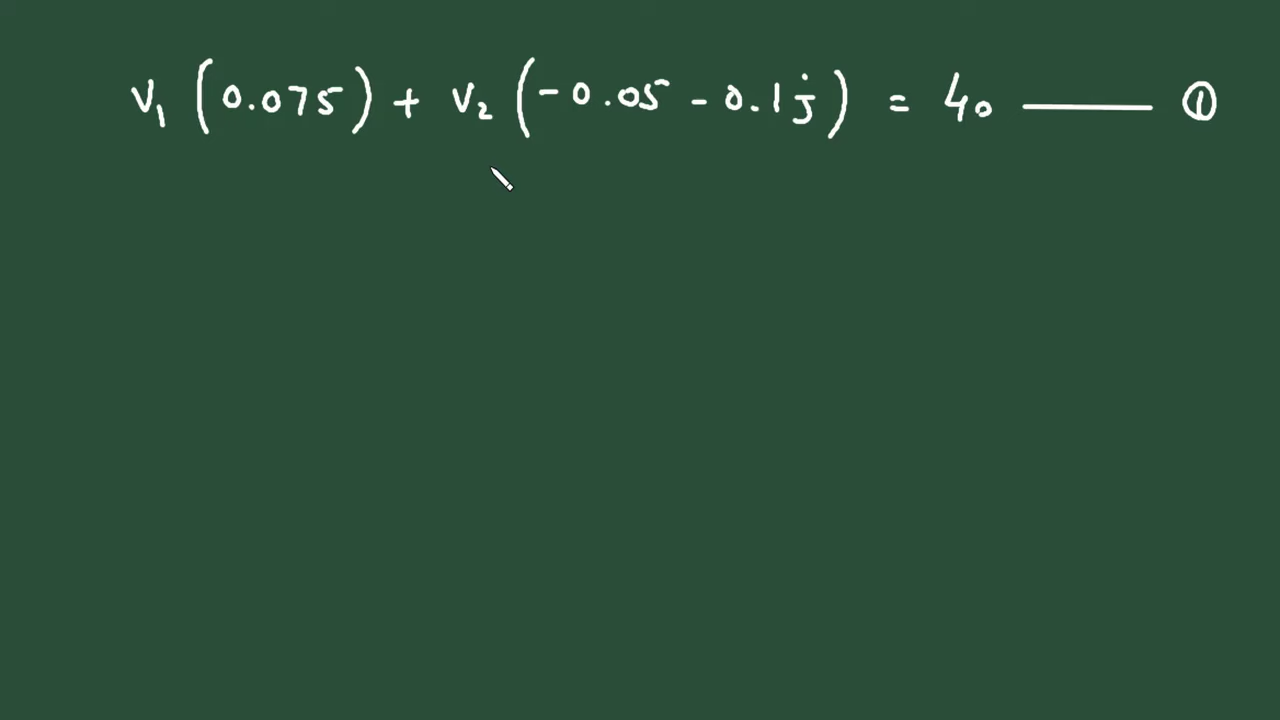 V₁ (0.075) + V₂ (-0.05 - 0.1j) = 40 —— ①